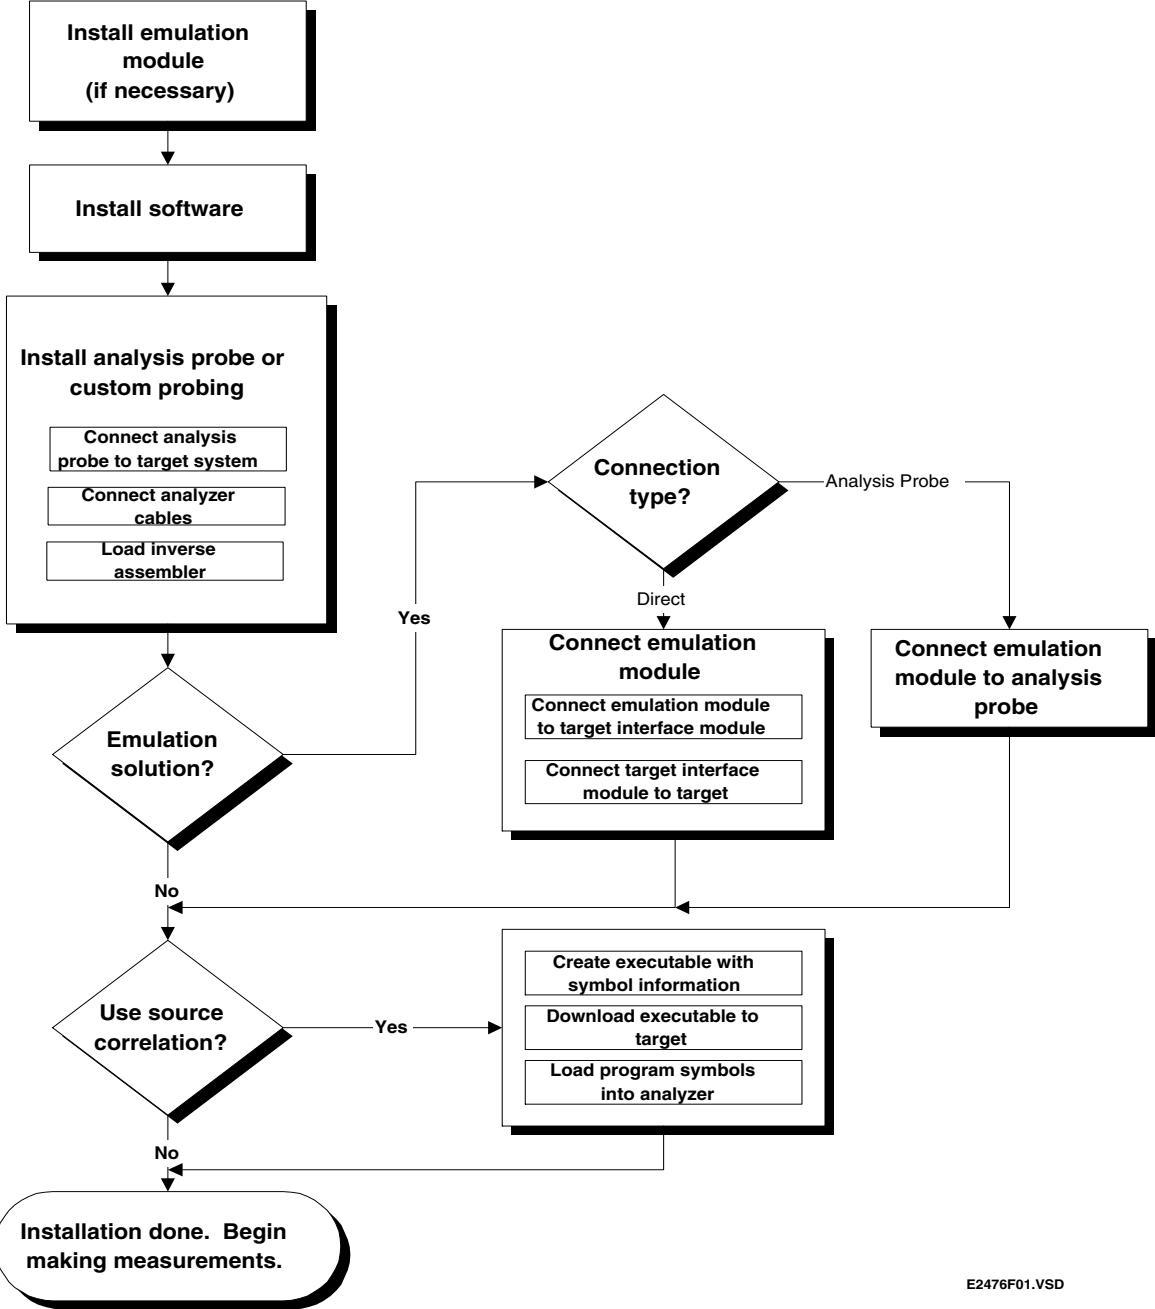 Install emulation
module
(if necessary)
Install software
Install analysis probe or
custom probing
Connect analysis
probe to target system
Connect analyzer
cables
Load inverse
assembler
Emulation
solution?
Yes
No
Connection
type?
Analysis Probe
Direct
Connect emulation
module
Connect emulation module
to target interface module
Connect target interface
module to target
Connect emulation
module to analysis
probe
Use source
correlation?
Yes
No
Create executable with
symbol information
Download executable to
target
Load program symbols
into analyzer
Installation done.  Begin
making measurements.
E2476F01.VSD